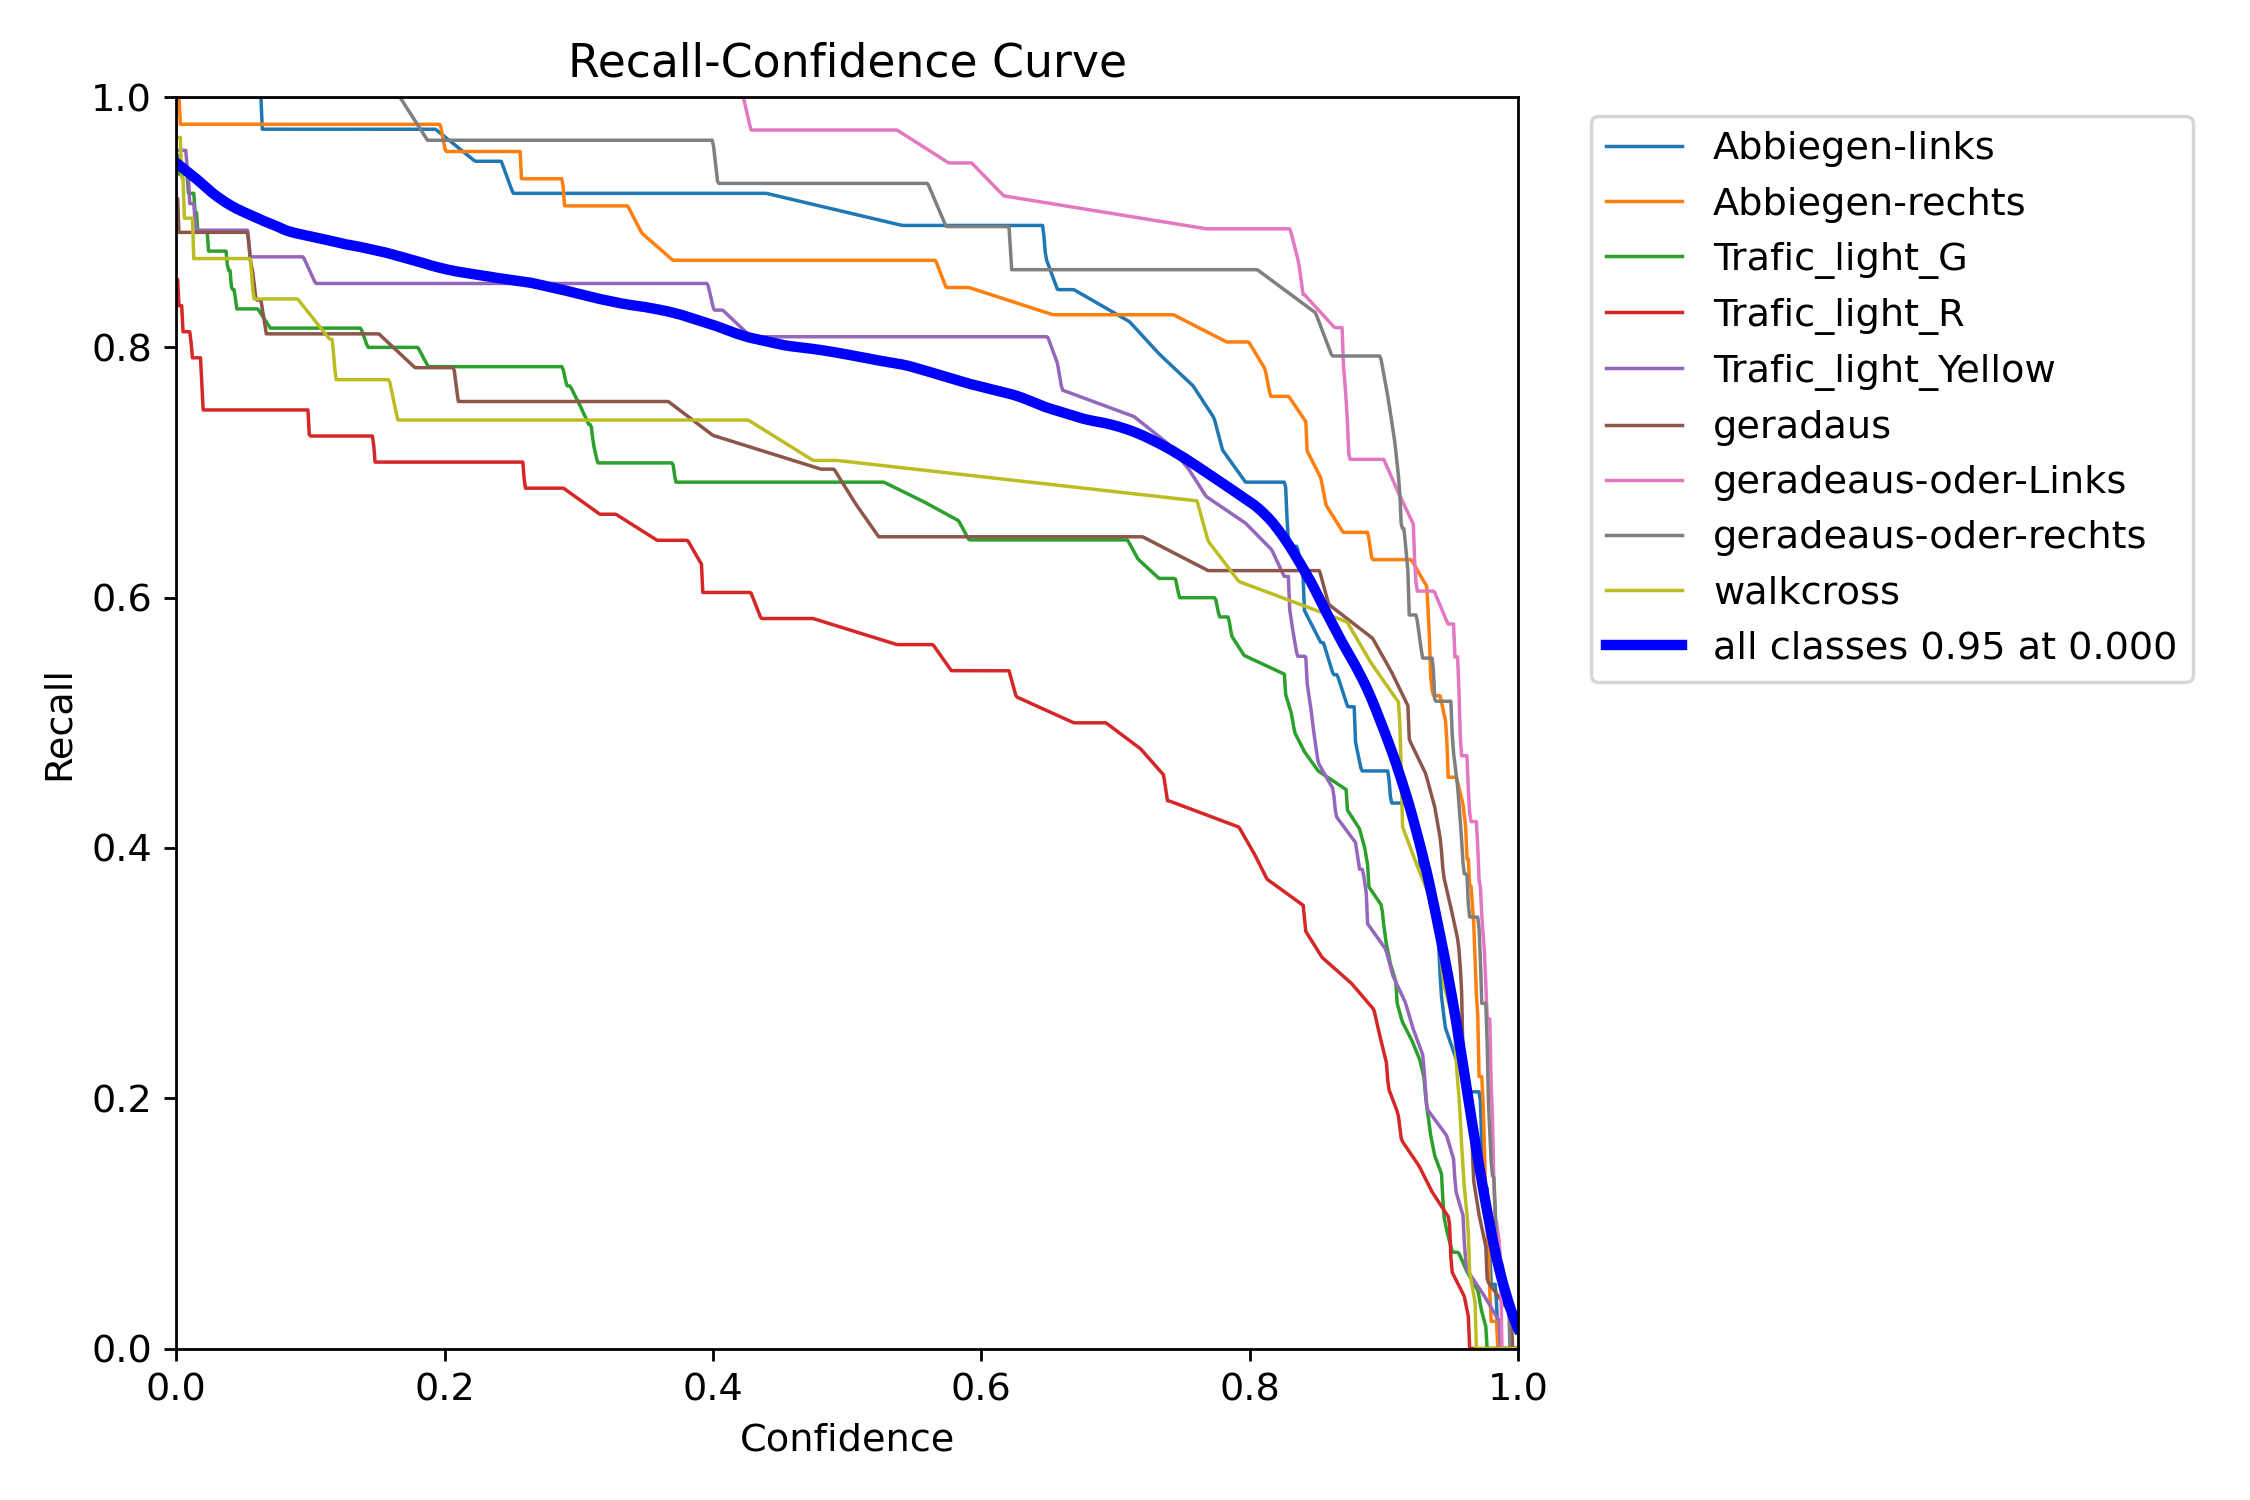 Recall-Confidence Curve
1.0
0.8
0.6
0.4
0.2
0.0
Recall
0.0 0.2 0.4 0.6 0.8 1.0
Confidence
Abbiegen-links
Abbiegen-rechts
Trafic_light_G
Trafic_light_R
Trafic_light_Yellow
geradaus
geradeaus-oder-Links
geradeaus-oder-rechts
walkcross
all classes 0.95 at 0.000